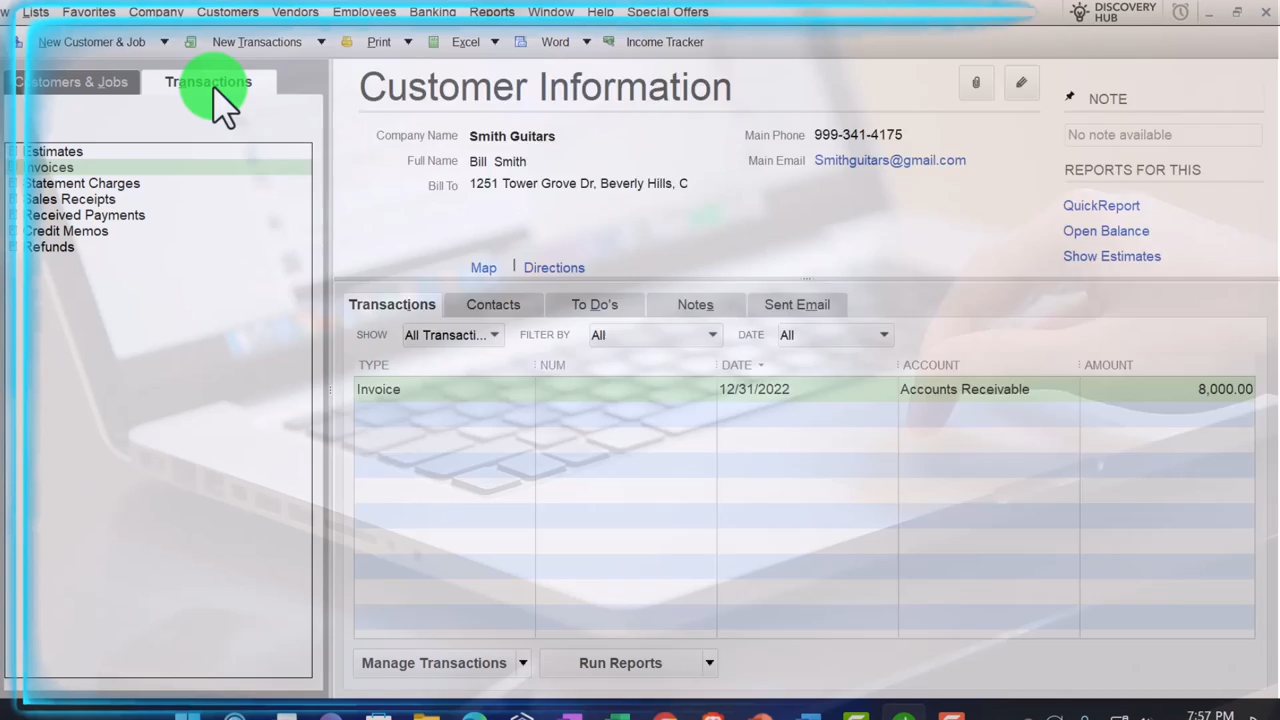 w Lists Favorites Company Customers Vendors Employees Banking Reports Window Help Special Offers DISCOVERY HUB
New Customer & Job New Transactions Print Excel Word Income Tracker
Customers & Jobs Transactions
Estimates
Invoices
Statement Charges
Sales Receipts
Received Payments
Credit Memos
Refunds
Customer Information
Company Name Smith Guitars
Full Name Bill Smith
Bill To 1251 Tower Grove Dr, Beverly Hills, C
Main Phone 999-341-4175
Main Email Smithguitars@gmail.com
Map | Directions
NOTE
No note available
REPORTS FOR THIS
QuickReport
Open Balance
Show Estimates
Transactions Contacts To Do's Notes Sent Email
SHOW All Transacti... FILTER BY All DATE All
TYPE NUM DATE ACCOUNT AMOUNT
Invoice 12/31/2022 Accounts Receivable 8,000.00
Manage Transactions Run Reports
7:57 PM